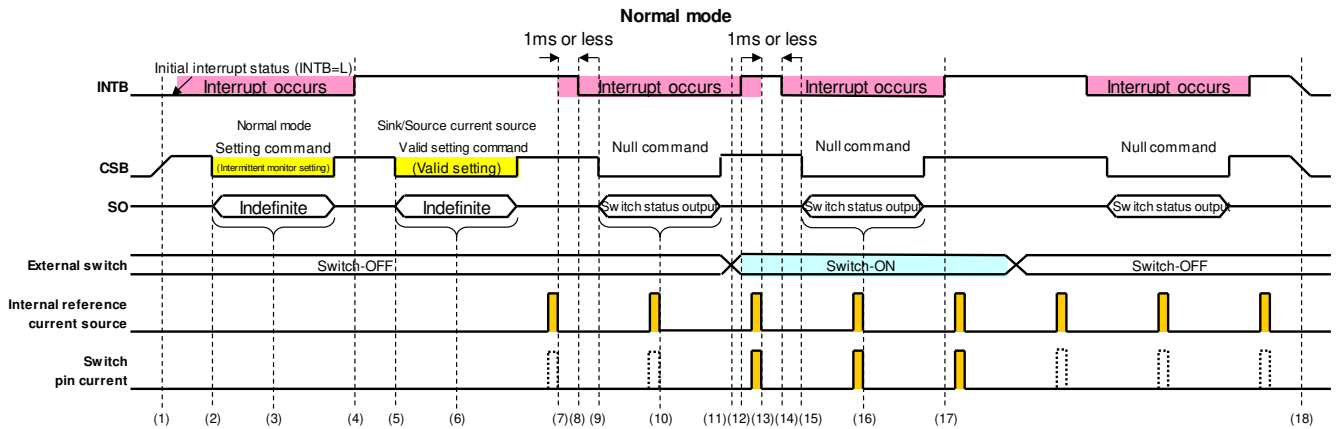 Normal mode
1ms or less
1ms or less
Initial interrupt status (INTB=L)
INTB
Interrupt occurs
Interrupt occurs
Interrupt occurs
Interrupt occurs
Normal mode
Setting command
(Intermittent monitor setting)
Sink/Source current source
Valid setting command
(Valid setting)
Null command
Null command
Null command
CSB
SO
Indefinite
Indefinite
Switch status output
Switch status output
Switch status output
External switch
Switch-OFF
Switch-ON
Switch-OFF
Internal reference
current source
Switch
pin current
(1) (2) (3) (4) (5) (6) (7) (8) (9) (10) (11) (12) (13) (14) (15) (16) (17) (18)